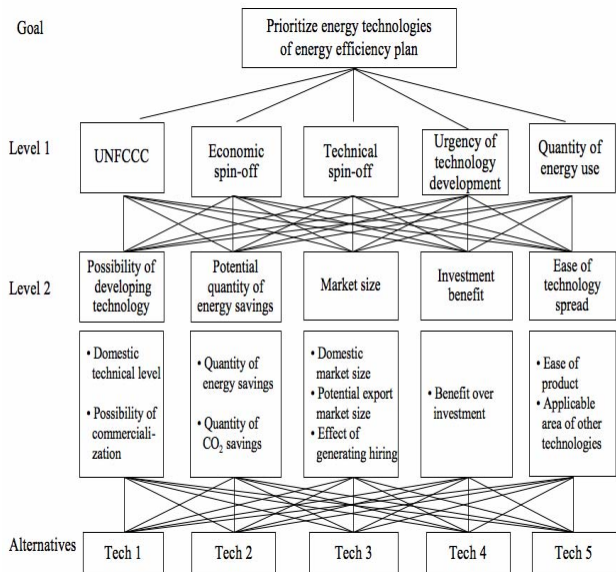 Goal
Prioritize energy technologies
of energy efficiency plan
Level 1
UNFCCC
Economic
spin-off
Technical
spin-off
Urgency of
technology
development
Quantity of
energy use
Level 2
Possibility of
developing
technology
Potential
quantity of
energy savings
Market size
Investment
benefit
Ease of
technology
spread
• Domestic
technical level
• Possibility of
commerciali-
zation
• Quantity of
energy savings
• Quantity of
CO₂ savings
• Domestic
market size
• Potential export
market size
• Effect of
generating hiring
• Benefit over
investment
• Ease of
product
• Applicable
area of other
technologies
Alternatives
Tech 1
Tech 2
Tech 3
Tech 4
Tech 5